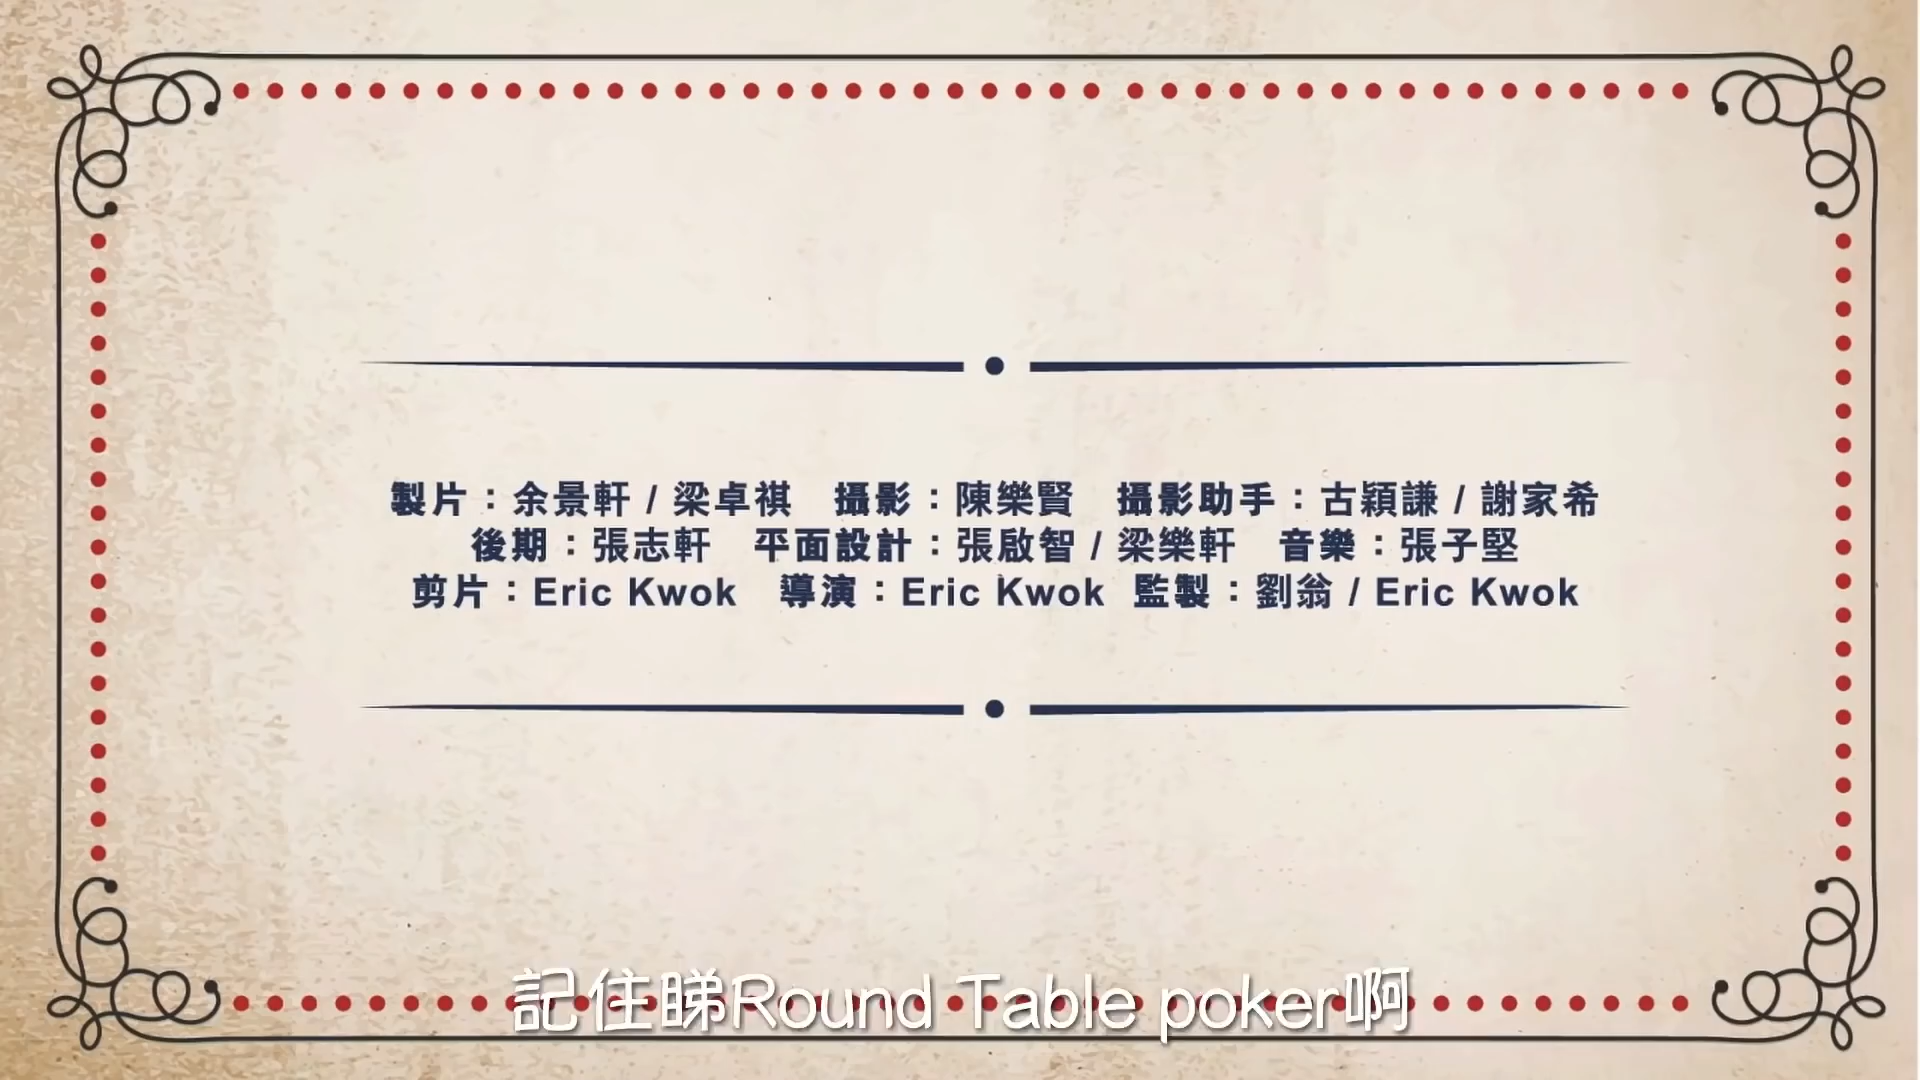 製片：余景軒 / 梁卓祺　攝影：陳樂賢　攝影助手：古穎謙 / 謝家希
後期：張志軒　平面設計：張啟智 / 梁樂軒　音樂：張子堅
剪片：Eric Kwok　導演：Eric Kwok　監製：劉翁 / Eric Kwok
記住睇Round Table poker啊